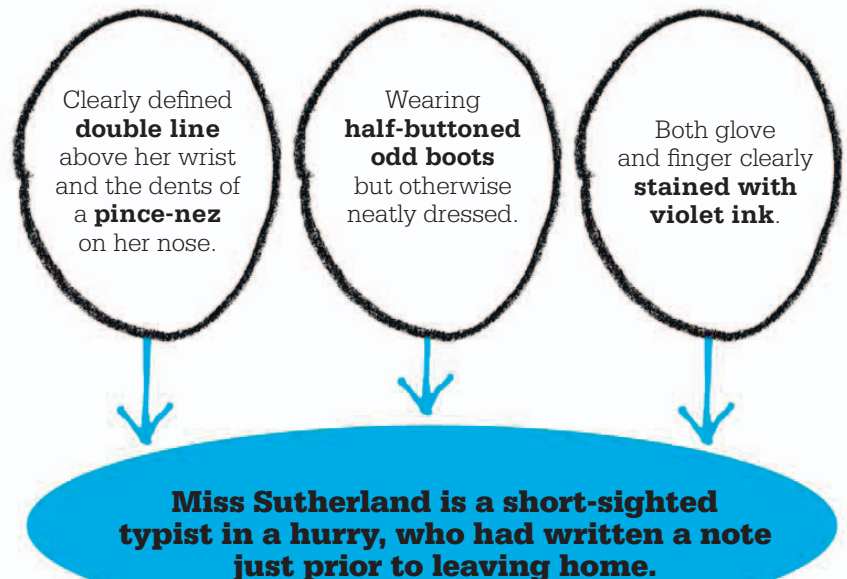 Clearly defined
double line
above her wrist
and the dents of
a pince-nez
on her nose.
Wearing
half-buttoned
odd boots
but otherwise
neatly dressed.
Both glove
and finger clearly
stained with
violet ink.
Miss Sutherland is a short-sighted
typist in a hurry, who had written a note
just prior to leaving home.